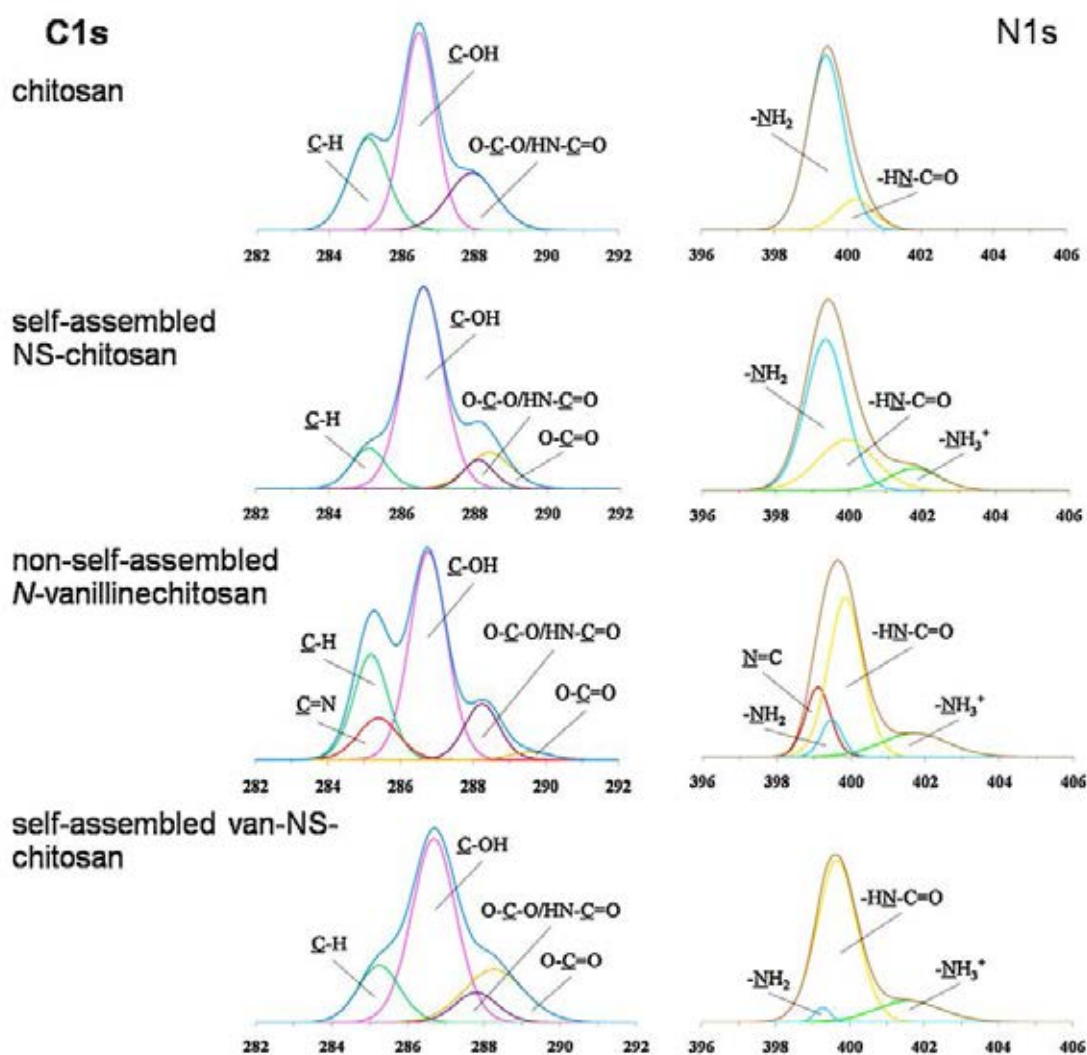 C1s
N1s
chitosan
C-OH
C-H
O-C-O/HN-C=O
-NH₂
-HN-C=O
282 284 286 288 290 292
396 398 400 402 404 406
self-assembled
NS-chitosan
C-OH
C-H
O-C-O/HN-C=O
O-C=O
-NH₂
-HN-C=O
-NH₃⁺
282 284 286 288 290 292
396 398 400 402 404 406
non-self-assembled
N-vanillinechitosan
C-OH
C-H
O-C-O/HN-C=O
C=N
O-C=O
-HN-C=O
N=C
-NH₂
-NH₃⁺
282 284 286 288 290 292
396 398 400 402 404 406
self-assembled van-NS-
chitosan
C-OH
C-H
O-C-O/HN-C=O
O-C=O
-HN-C=O
-NH₂
-NH₃⁺
282 284 286 288 290 292
396 398 400 402 404 406